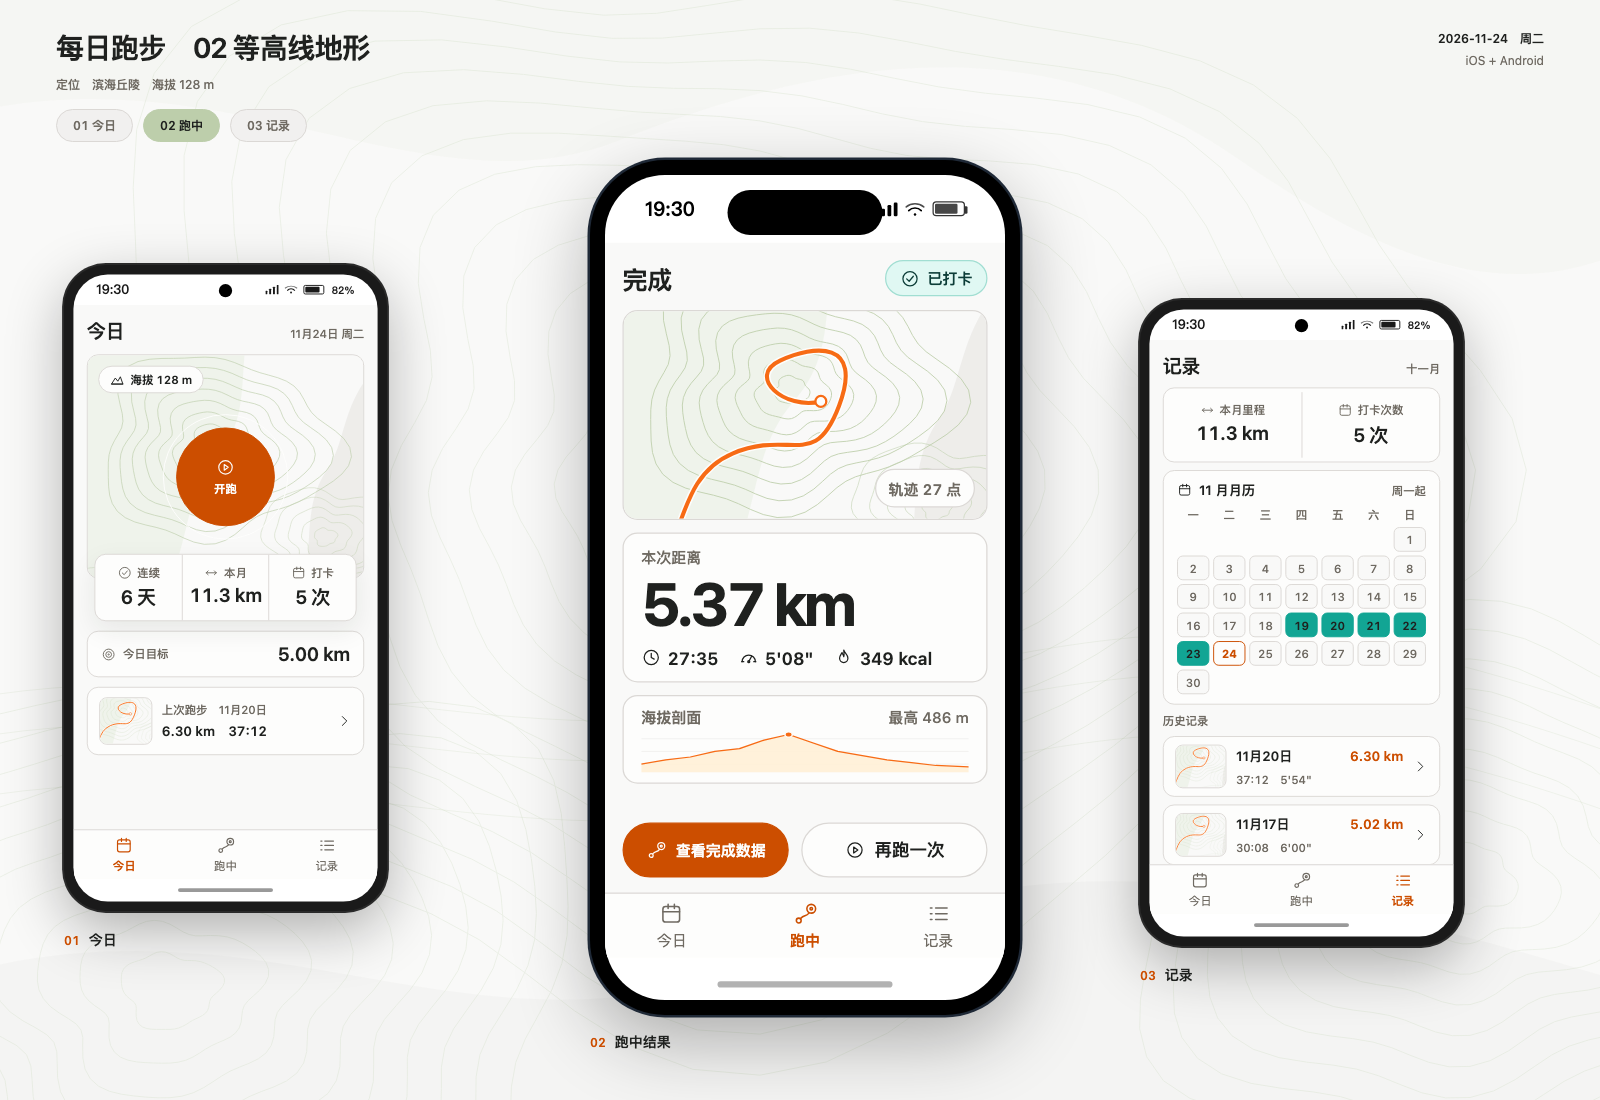 每日跑步 02 等高线地形
定位 滨海丘陵 海拔 128 m
01 今日 02 跑中 03 记录
2026-11-24 周二
iOS + Android
19:30 82%
今日 11月24日 周二
海拔 128 m
开跑
连续 本月 打卡
6 天 11.3 km 5 次
今日目标 5.00 km
上次跑步 11月20日
6.30 km 37:12
今日 跑中 记录
01 今日
19:30
完成 已打卡
轨迹 27 点
本次距离
5.37 km
27:35 5'08" 349 kcal
海拔剖面 最高 486 m
查看完成数据 再跑一次
今日 跑中 记录
02 跑中结果
19:30 82%
记录 十一月
本月里程 打卡次数
11.3 km 5 次
11 月月历 周一起
一 二 三 四 五 六 日
1
2 3 4 5 6 7 8
9 10 11 12 13 14 15
16 17 18 19 20 21 22
23 24 25 26 27 28 29
30
历史记录
11月20日 6.30 km
37:12 5'54"
11月17日 5.02 km
30:08 6'00"
今日 跑中 记录
03 记录